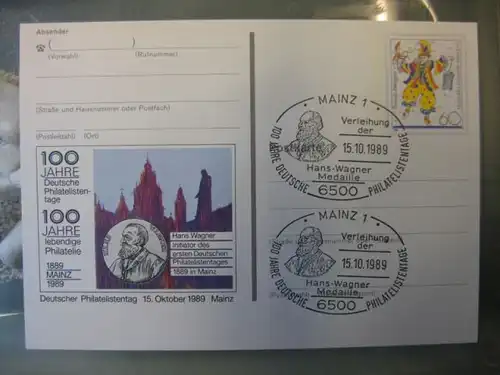 Absender
(Vorwahl) (Rufnummer)
(Straße und Hausnummer oder Postfach)
(Postleitzahl) (Ort)
100
JAHRE
Deutsche
Philatelisten-
tage
100
JAHRE
lebendige
Philatelie
1889
MAINZ
1989
Hans Wagner
Initiator des
ersten Deutschen
Philatelistentages
1889 in Mainz
Deutscher Philatelistentag 15. Oktober 1989 Mainz
60
Postkarte
MAINZ 1
Verleihung
der
15.10.1989
Hans-Wagner
Medaille
6500
100 JAHRE DEUTSCHE PHILATELISTENTAGE
MAINZ 1
Verleihung
der
15.10.1989
Hans-Wagner
Medaille
6500
100 JAHRE DEUTSCHE PHILATELISTENTAGE